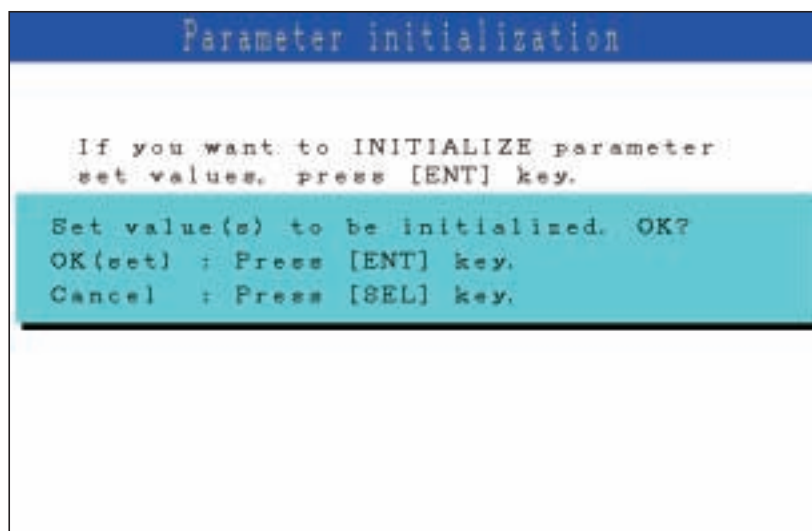 Parameter initialization
If you want to INITIALIZE parameter
set values, press [ENT] key.
Set value(s) to be initialized. OK?
OK(set) : Press [ENT] key.
Cancel : Press [SEL] key.